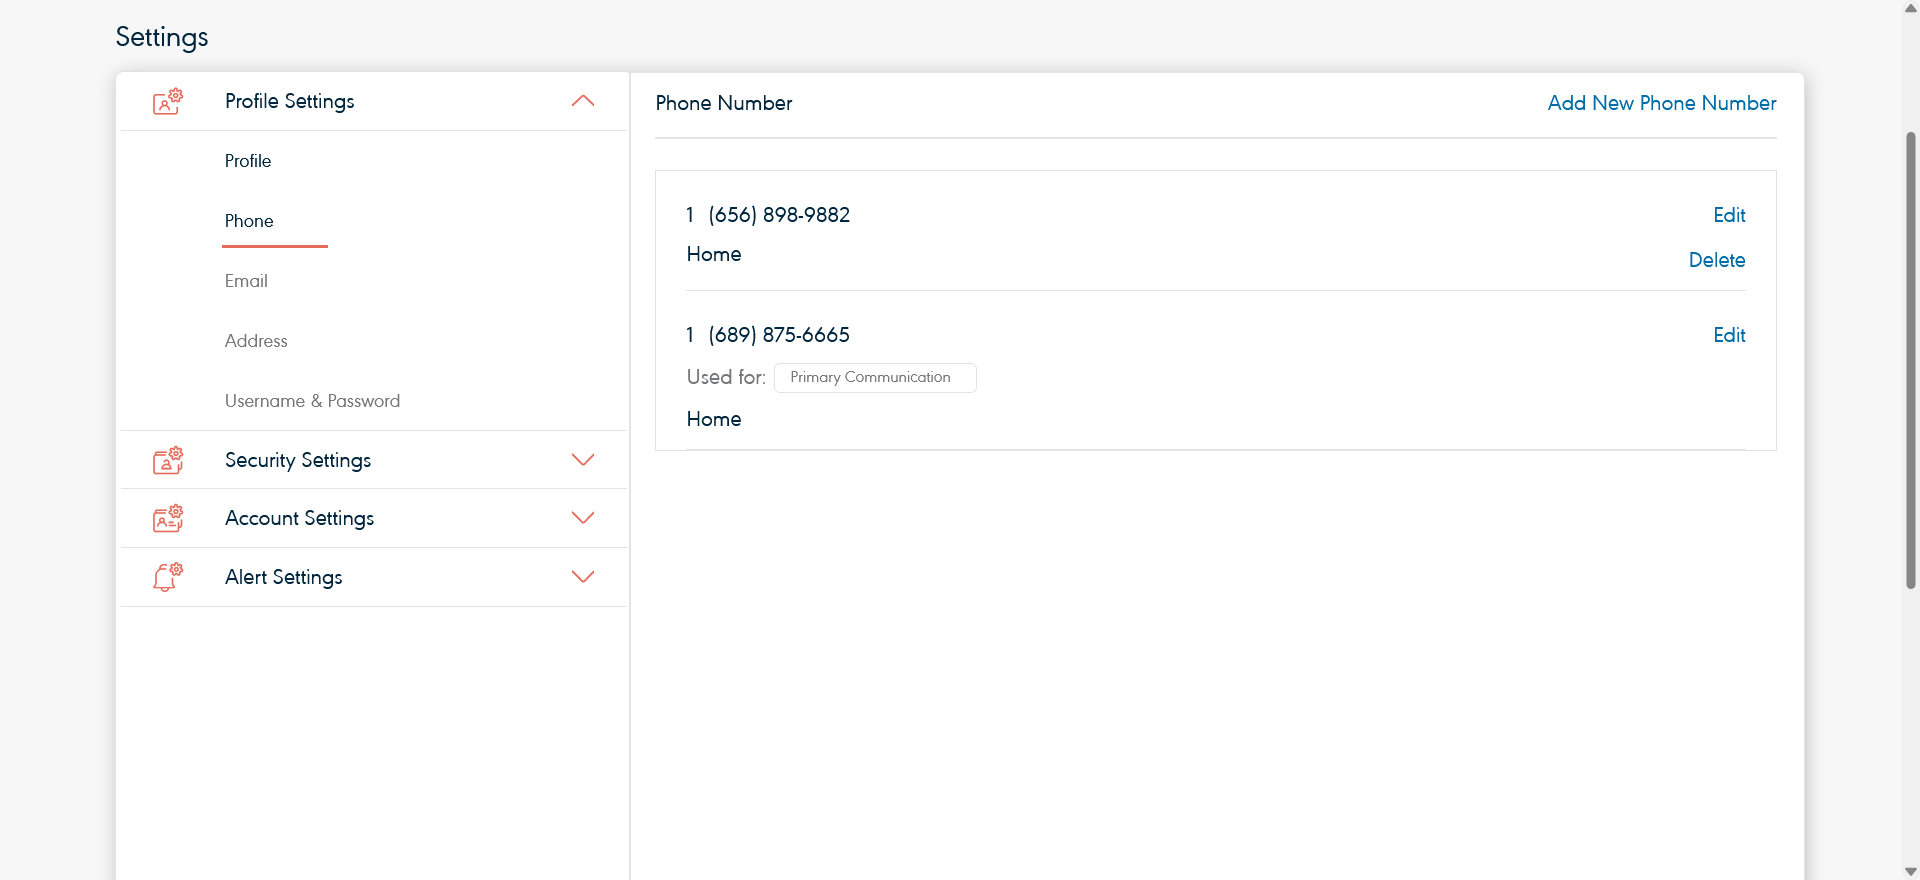 Settings
Profile Settings
Profile
Phone
Email
Address
Username & Password
Security Settings
Account Settings
Alert Settings
Phone Number
Add New Phone Number
1 (656) 898-9882
Edit
Home
Delete
1 (689) 875-6665
Edit
Used for: Primary Communication
Home